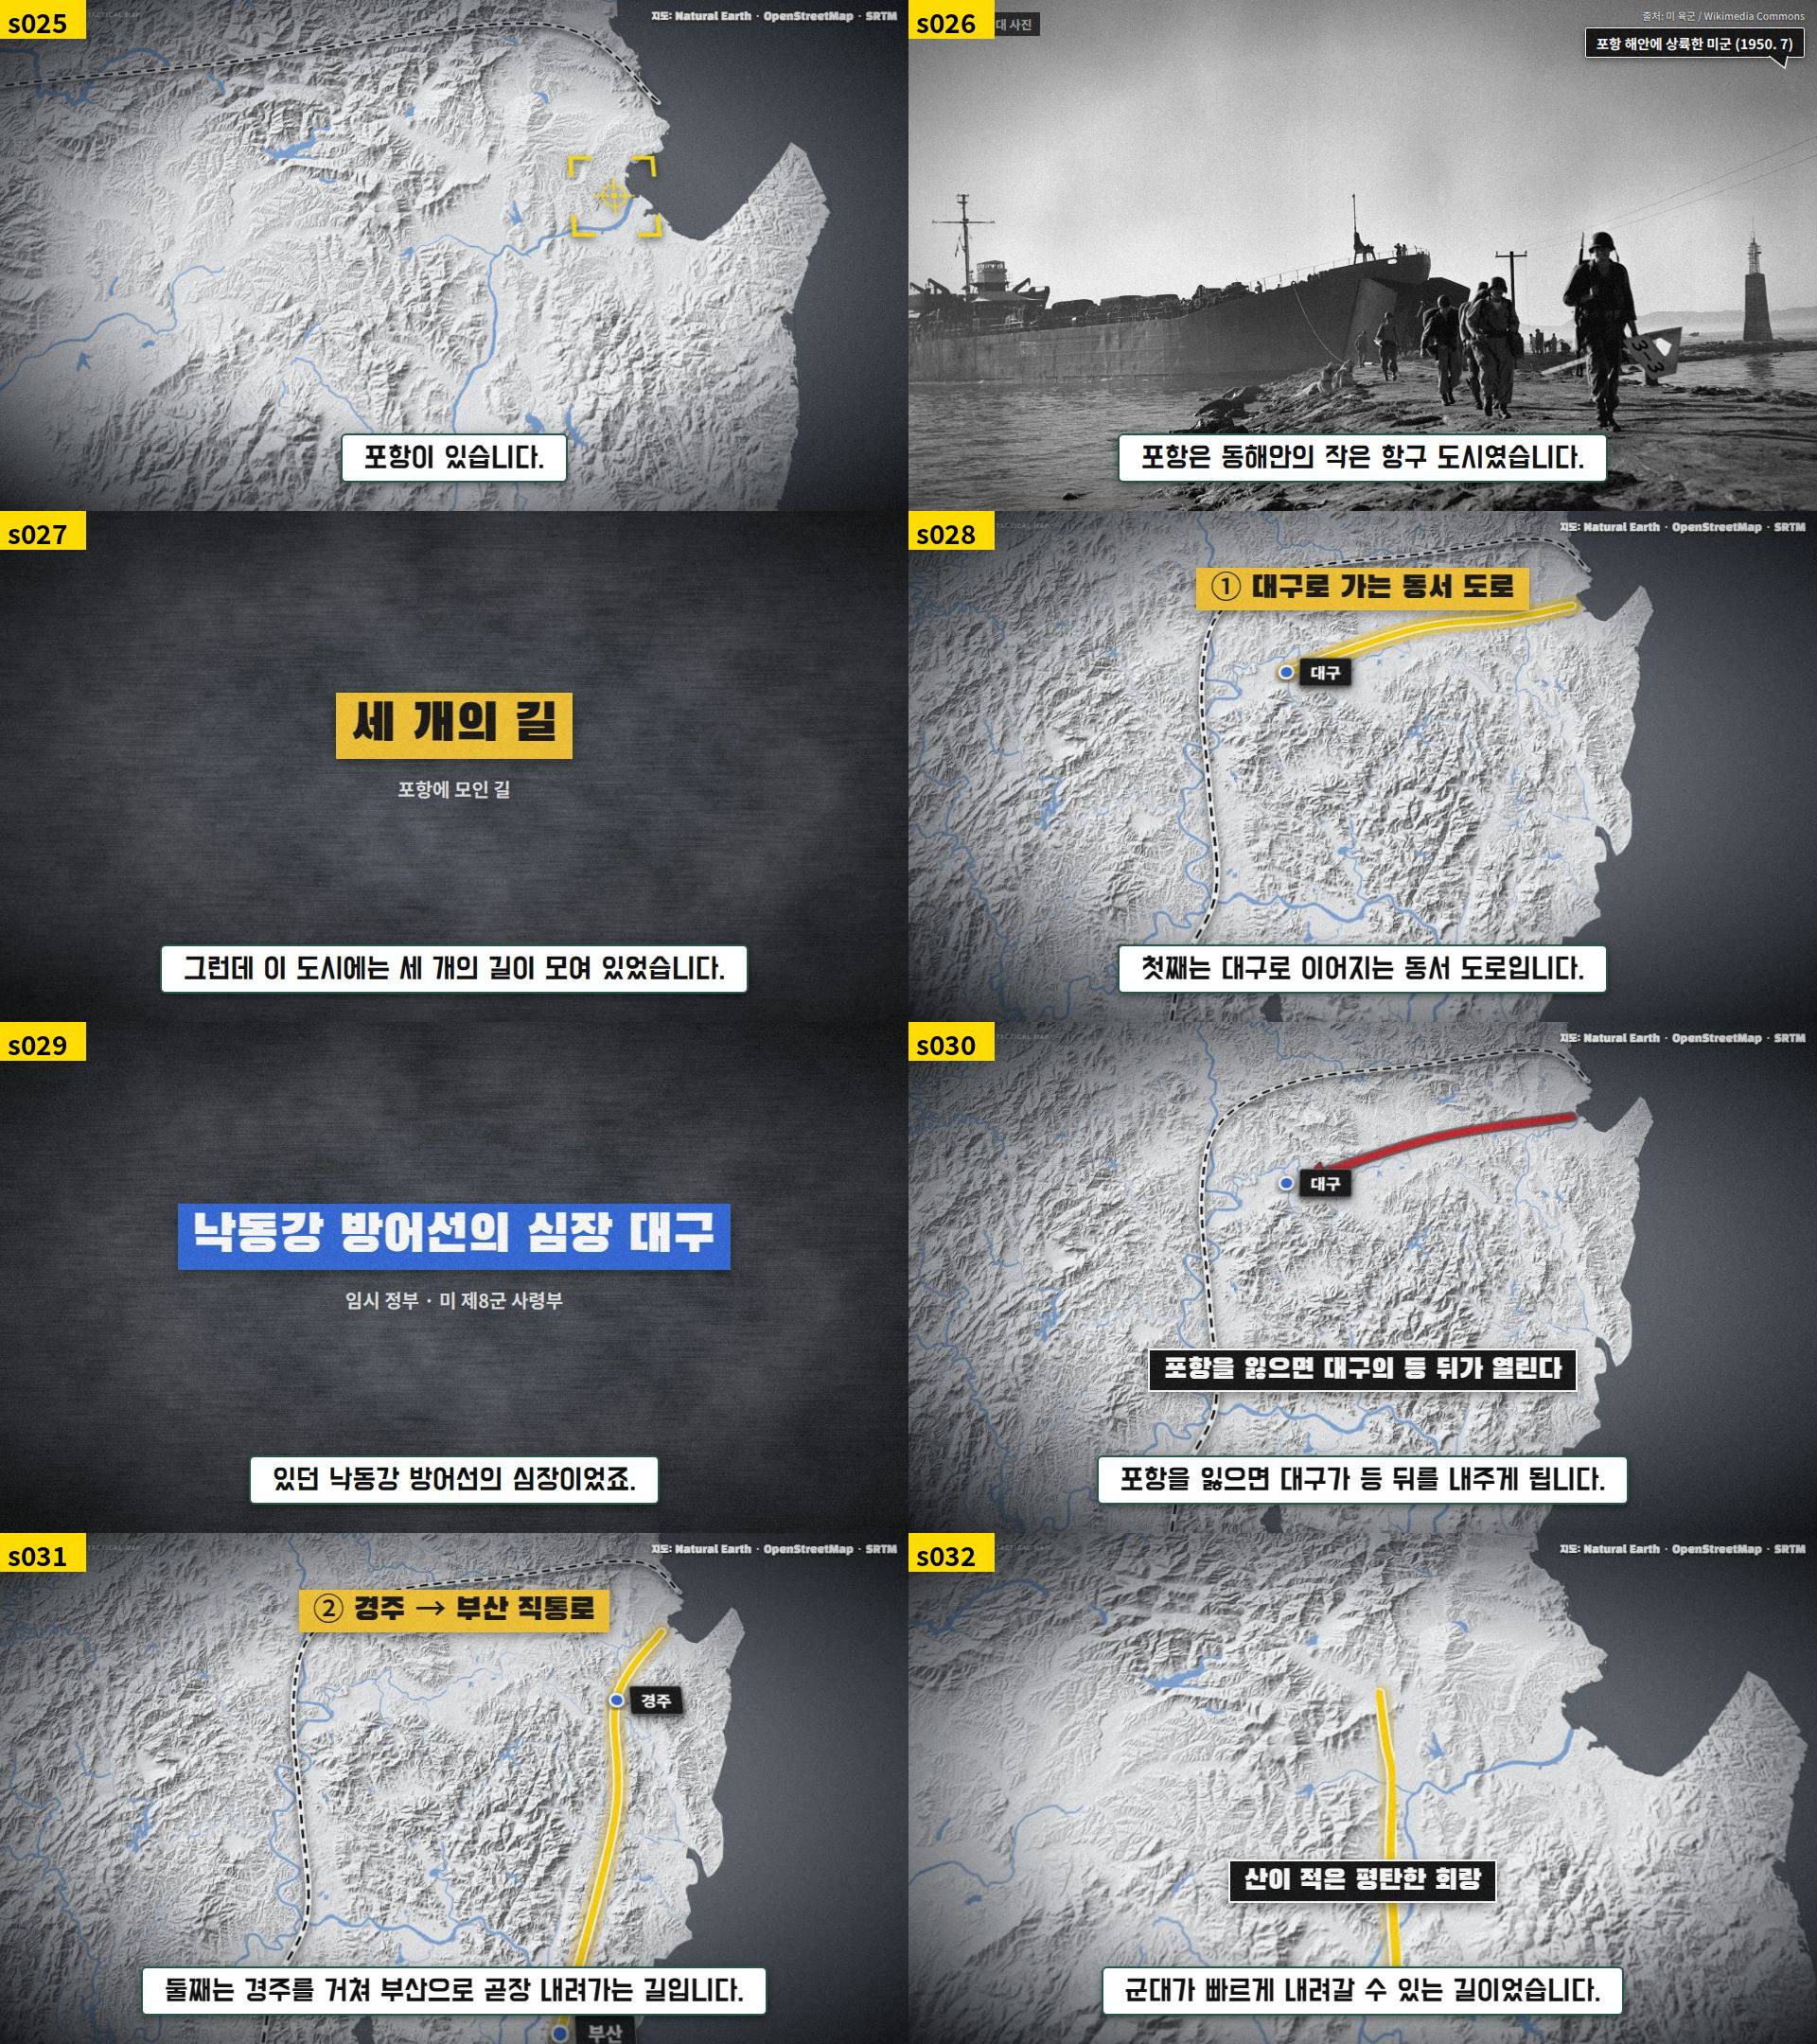 s025
지도: Natural Earth · OpenStreetMap · SRTM
포항이 있습니다.
s026
대 사진
출처: 미 육군 / Wikimedia Commons
포항 해안에 상륙한 미군 (1950. 7)
3-3
포항은 동해안의 작은 항구 도시였습니다.
s027
세 개의 길
포항에 모인 길
그런데 이 도시에는 세 개의 길이 모여 있었습니다.
s028
TACTICAL MAP
지도: Natural Earth · OpenStreetMap · SRTM
① 대구로 가는 동서 도로
대구
첫째는 대구로 이어지는 동서 도로입니다.
s029
낙동강 방어선의 심장 대구
임시 정부 · 미 제8군 사령부
있던 낙동강 방어선의 심장이었죠.
s030
TACTICAL MAP
지도: Natural Earth · OpenStreetMap · SRTM
대구
포항을 잃으면 대구의 등 뒤가 열린다
포항을 잃으면 대구가 등 뒤를 내주게 됩니다.
s031
TACTICAL MAP
지도: Natural Earth · OpenStreetMap · SRTM
② 경주 → 부산 직통로
경주
둘째는 경주를 거쳐 부산으로 곧장 내려가는 길입니다.
부산
s032
지도: Natural Earth · OpenStreetMap · SRTM
산이 적은 평탄한 회랑
군대가 빠르게 내려갈 수 있는 길이었습니다.